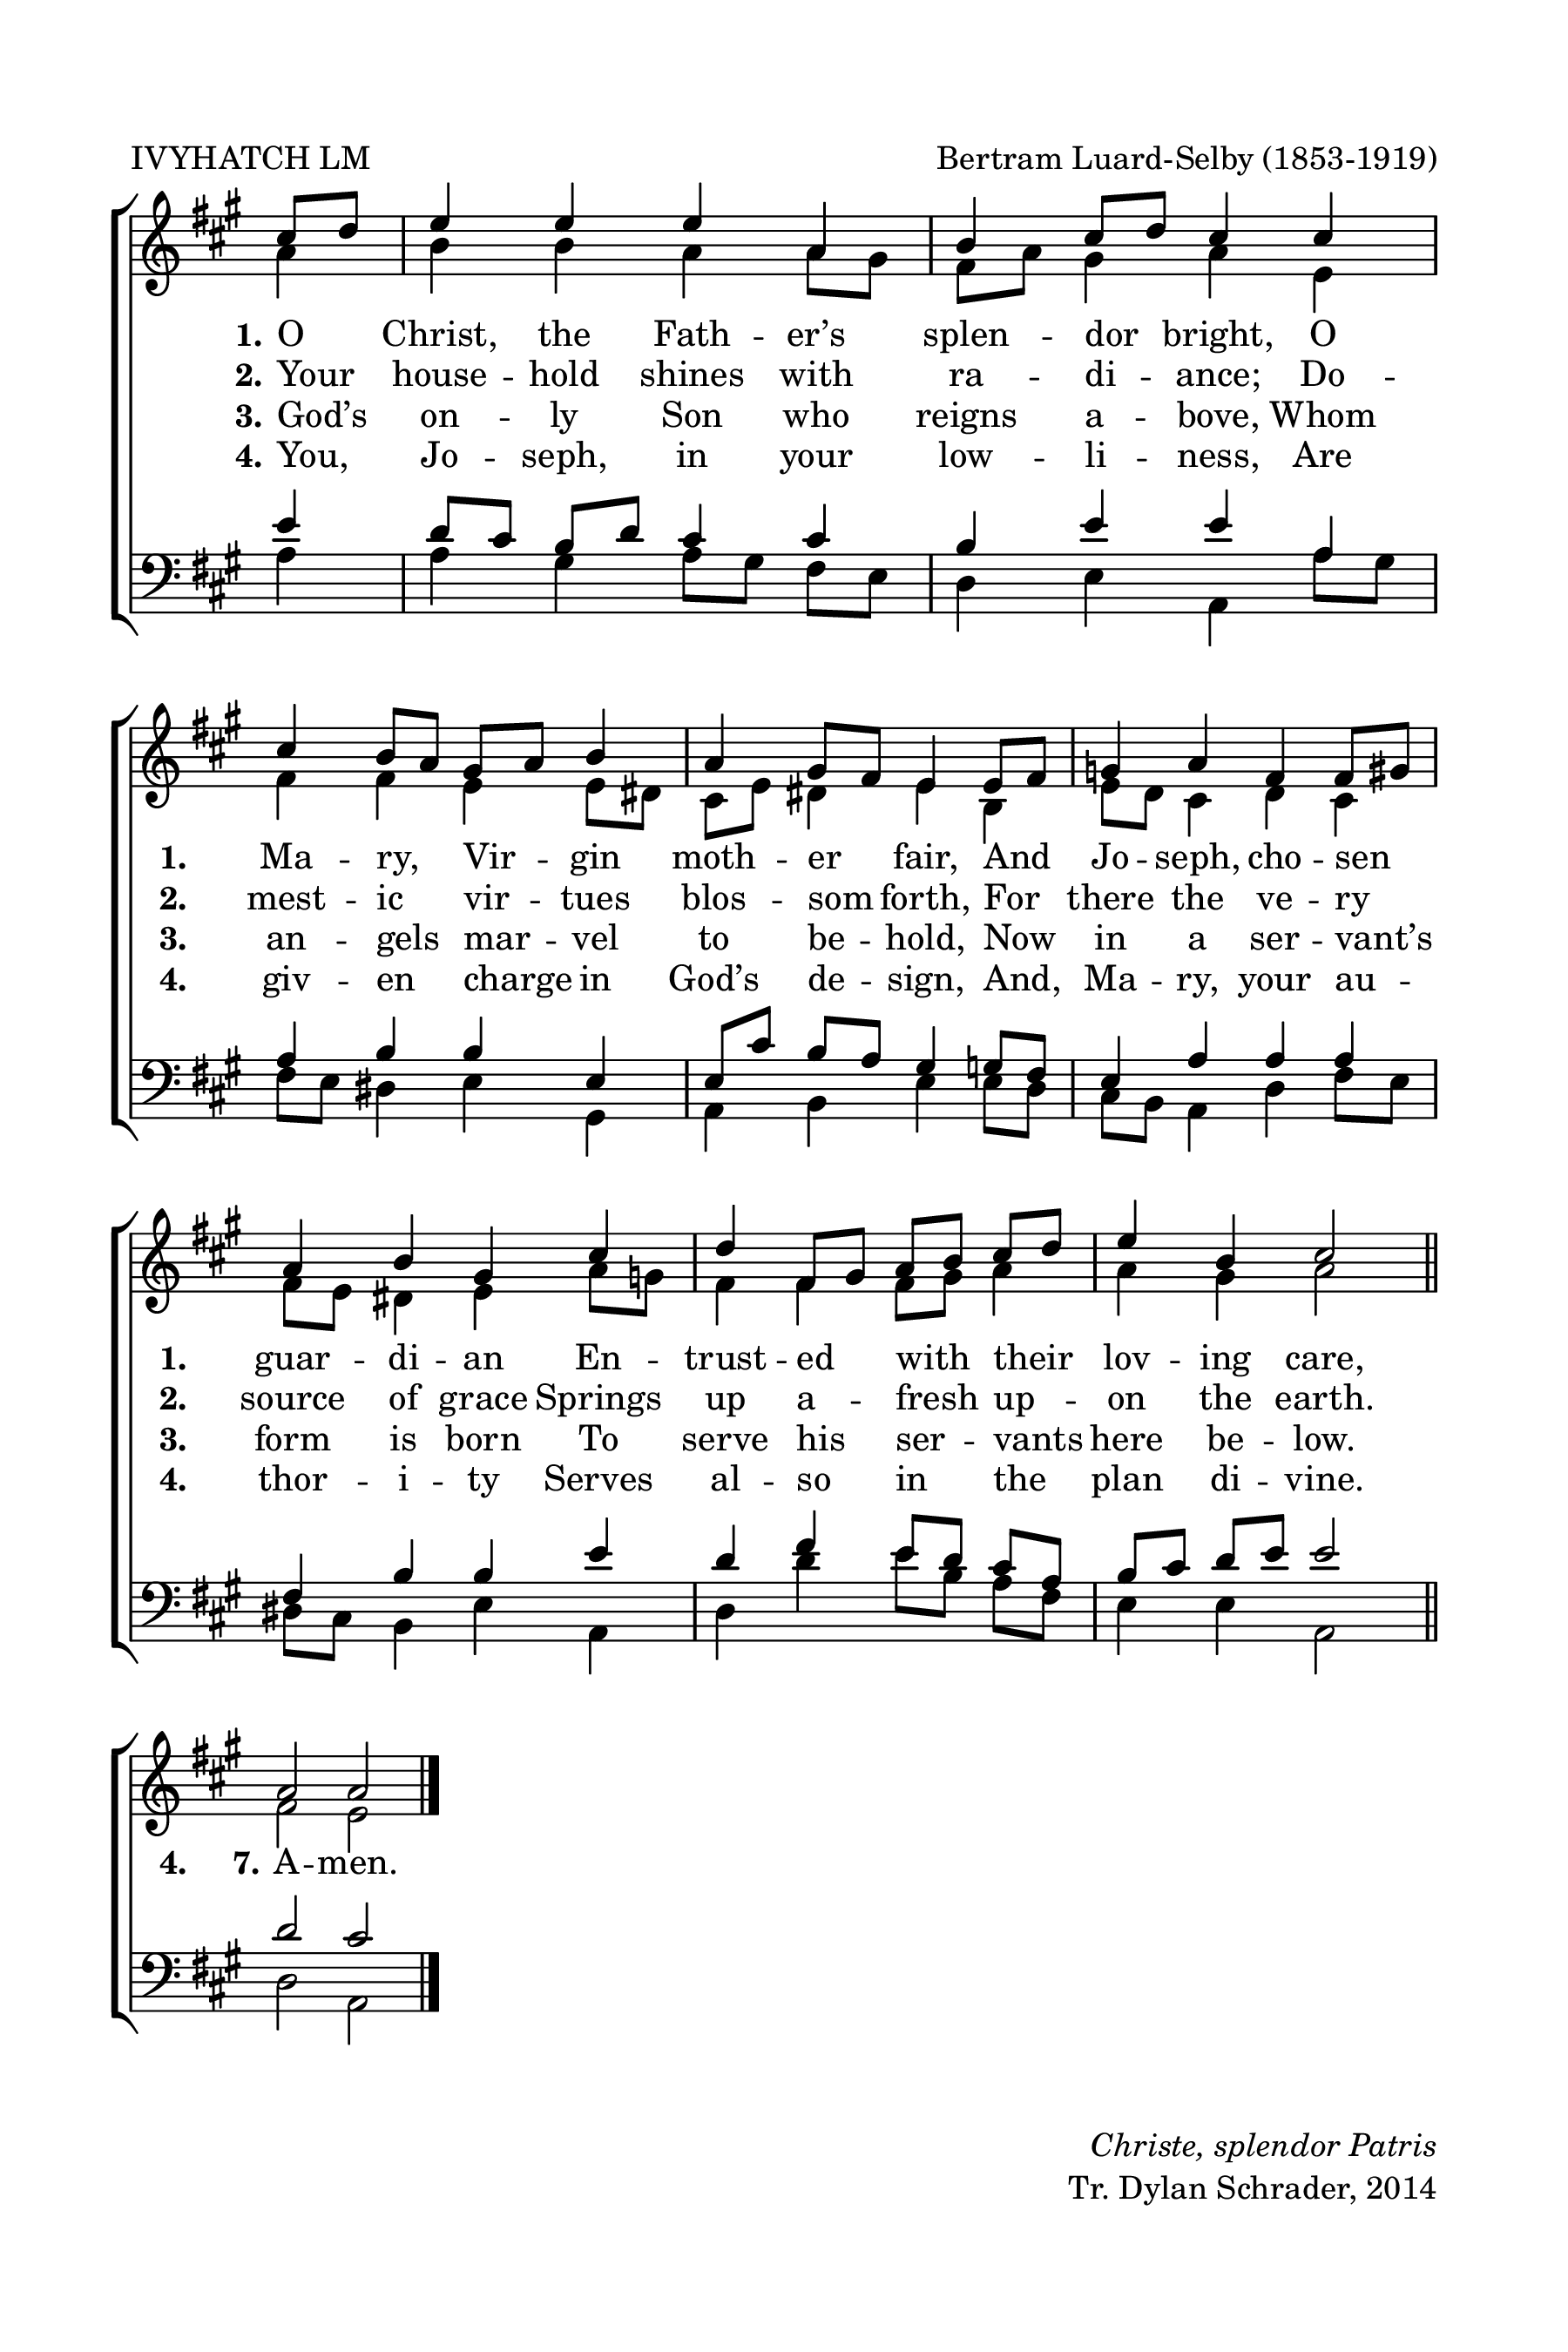 IVYHATCH LM
Bertram Luard-Selby (1853-1919)
1. O Christ, the Fath -- er’s splen -- dor bright, O
2. Your house -- hold shines with ra -- di -- ance; Do --
3. God’s on -- ly Son who reigns a -- bove, Whom
4. You, Jo -- seph, in your low -- li -- ness, Are
1. Ma -- ry, Vir -- gin moth -- er fair, And Jo -- seph, cho -- sen
2. mest -- ic vir -- tues blos -- som forth, For there the ve -- ry
3. an -- gels mar -- vel to be -- hold, Now in a ser -- vant’s
4. giv -- en charge in God’s de -- sign, And, Ma -- ry, your au --
1. guar -- di -- an En -- trust -- ed with their lov -- ing care,
2. source of grace Springs up a -- fresh up -- on the earth.
3. form is born To serve his ser -- vants here be -- low.
4. thor -- i -- ty Serves al -- so in the plan di -- vine.
4. 7. A -- men.
Christe, splendor Patris
Tr. Dylan Schrader, 2014